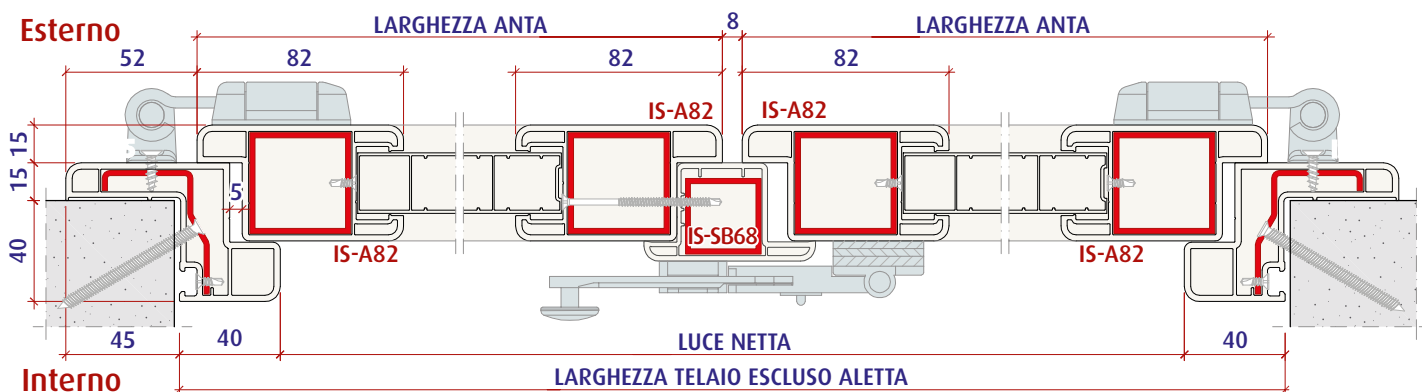 Esterno
LARGHEZZA ANTA
8
LARGHEZZA ANTA
52
82
82
82
IS-A82
IS-A82
15
15
5
40
IS-A82
IS-SB68
IS-A82
45
40
LUCE NETTA
40
Interno
LARGHEZZA TELAIO ESCLUSO ALETTA